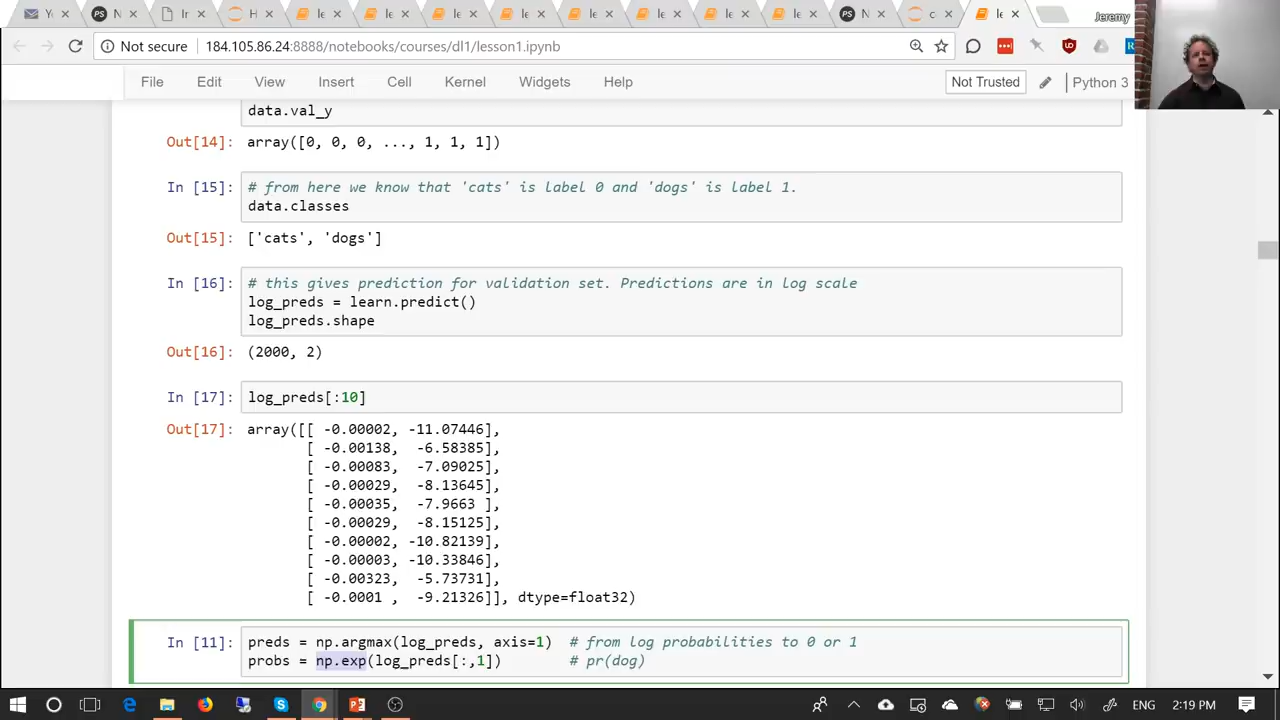 Jeremy
Not secure
184.105.86.24:8888/notebooks/courses/dl1/lesson1.ipynb
File Edit View Insert Cell Kernel Widgets Help
Not Trusted
Python 3
data.val_y
Out[14]: array([0, 0, 0, ..., 1, 1, 1])
In [15]: # from here we know that 'cats' is label 0 and 'dogs' is label 1.
data.classes
Out[15]: ['cats', 'dogs']
In [16]: # this gives prediction for validation set. Predictions are in log scale
log_preds = learn.predict()
log_preds.shape
Out[16]: (2000, 2)
In [17]: log_preds[:10]
Out[17]: array([[ -0.00002, -11.07446],
[ -0.00138, -6.58385],
[ -0.00083, -7.09025],
[ -0.00029, -8.13645],
[ -0.00035, -7.9663 ],
[ -0.00029, -8.15125],
[ -0.00002, -10.82139],
[ -0.00003, -10.33846],
[ -0.00323, -5.73731],
[ -0.0001 , -9.21326]], dtype=float32)
In [11]: preds = np.argmax(log_preds, axis=1) # from log probabilities to 0 or 1
probs = np.exp(log_preds[:,1]) # pr(dog)
ENG
2:19 PM